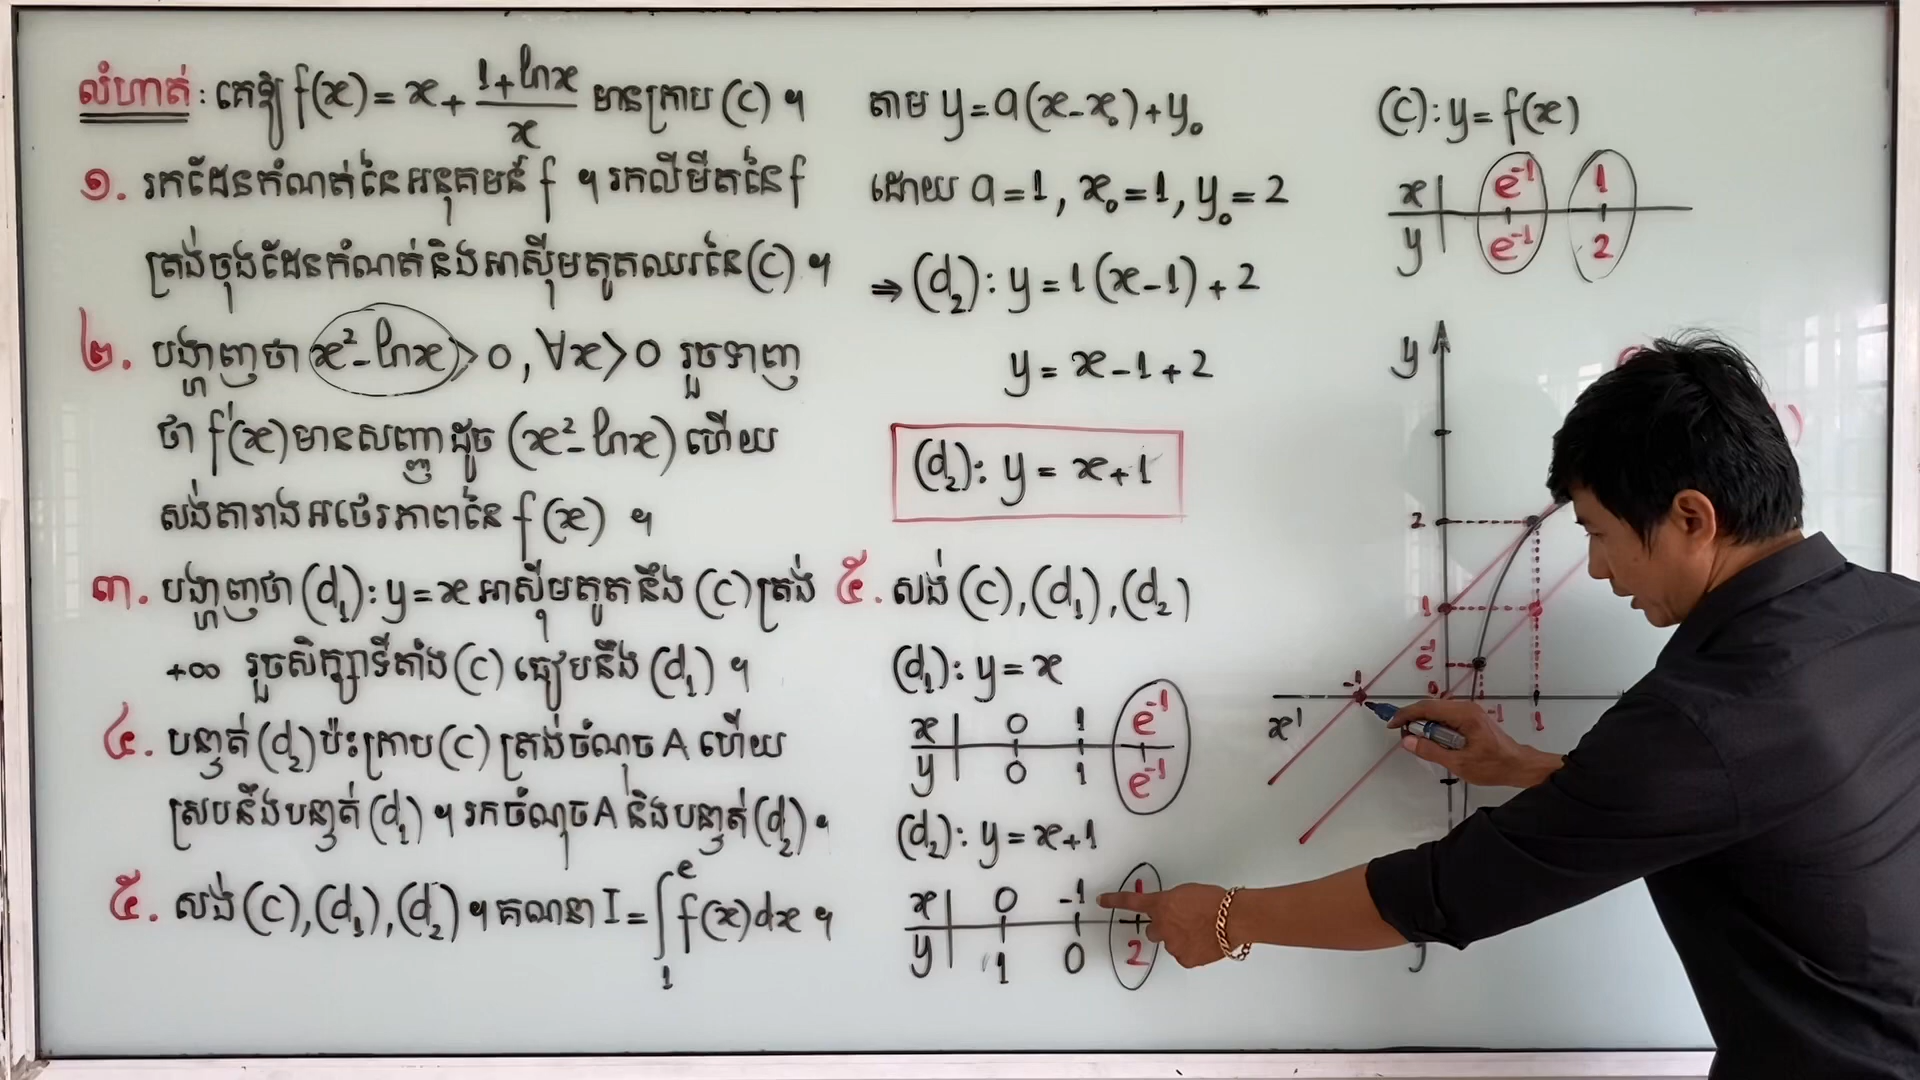 លំហាត់ : គេឱ្យ f(x) = x + (1+lnx)/x មានក្រាប (C) ។
១. រកដែនកំណត់នៃអនុគមន៍ f ។ រកលីមីតនៃ f
ត្រង់ចុងដែនកំណត់និងអាស៊ីមតូតឈរនៃ (C) ។
២. បង្ហាញថា x² - lnx > 0 , ∀x > 0 រួចទាញ
ថា f'(x) មានសញ្ញាដូច (x² - lnx) ហើយ
សង់តារាងអថេរភាពនៃ f(x) ។
៣. បង្ហាញថា (d₁) : y = x អាស៊ីមតូតនឹង (C) ត្រង់
+∞ រួចសិក្សាទីតាំង (C) ធៀបនឹង (d₁) ។
៤. បន្ទាត់ (d₂) ប៉ះក្រាប (C) ត្រង់ចំណុច A ហើយ
ស្របនឹងបន្ទាត់ (d₁) ។ រកចំណុច A និងបន្ទាត់ (d₂) ។
៥. សង់ (C), (d₁), (d₂) ។ គណនា I = ∫₁ᵉ f(x)dx ។
តាម y = a(x - x₀) + y₀
ដោយ a = 1 , x₀ = 1 , y₀ = 2
⇒ (d₂) : y = 1(x - 1) + 2
y = x - 1 + 2
(d₂) : y = x + 1
៥. សង់ (C), (d₁), (d₂)
(d₁) : y = x
x | 0 1 e⁻¹
y | 0 1 e⁻¹
(d₂) : y = x + 1
x | 0 -1 1
y | 1 0 2
(C) : y = f(x)
x | e⁻¹ 1
y | e⁻¹ 2
y
2
1
e⁻¹
-1 0 1
x'